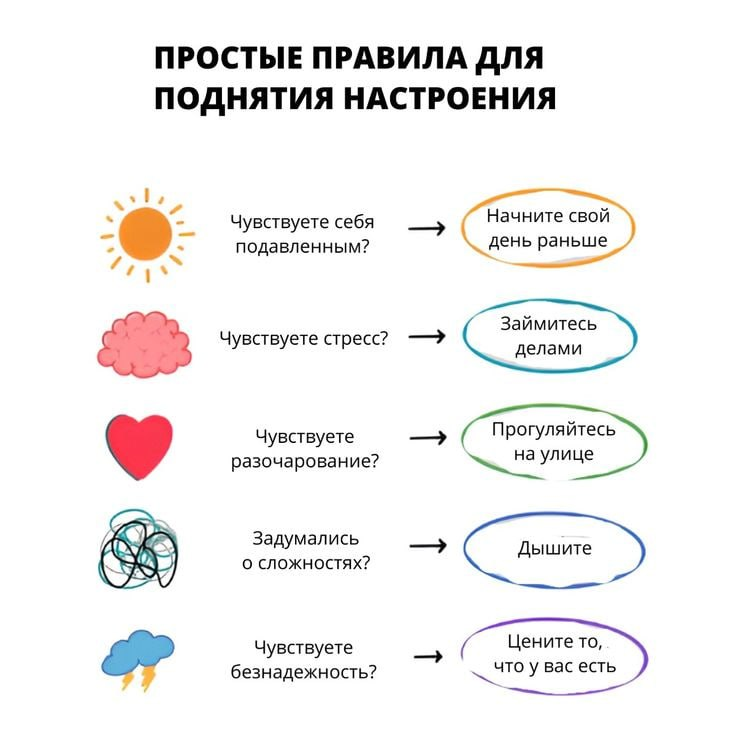 ПРОСТЫЕ ПРАВИЛА ДЛЯ
ПОДНЯТИЯ НАСТРОЕНИЯ
Чувствуете себя
подавленным?
Начните свой
день раньше
Чувствуете стресс?
Займитесь
делами
Чувствуете
разочарование?
Прогуляйтесь
на улице
Задумались
о сложностях?
Дышите
Чувствуете
безнадежность?
Цените то,
что у вас есть